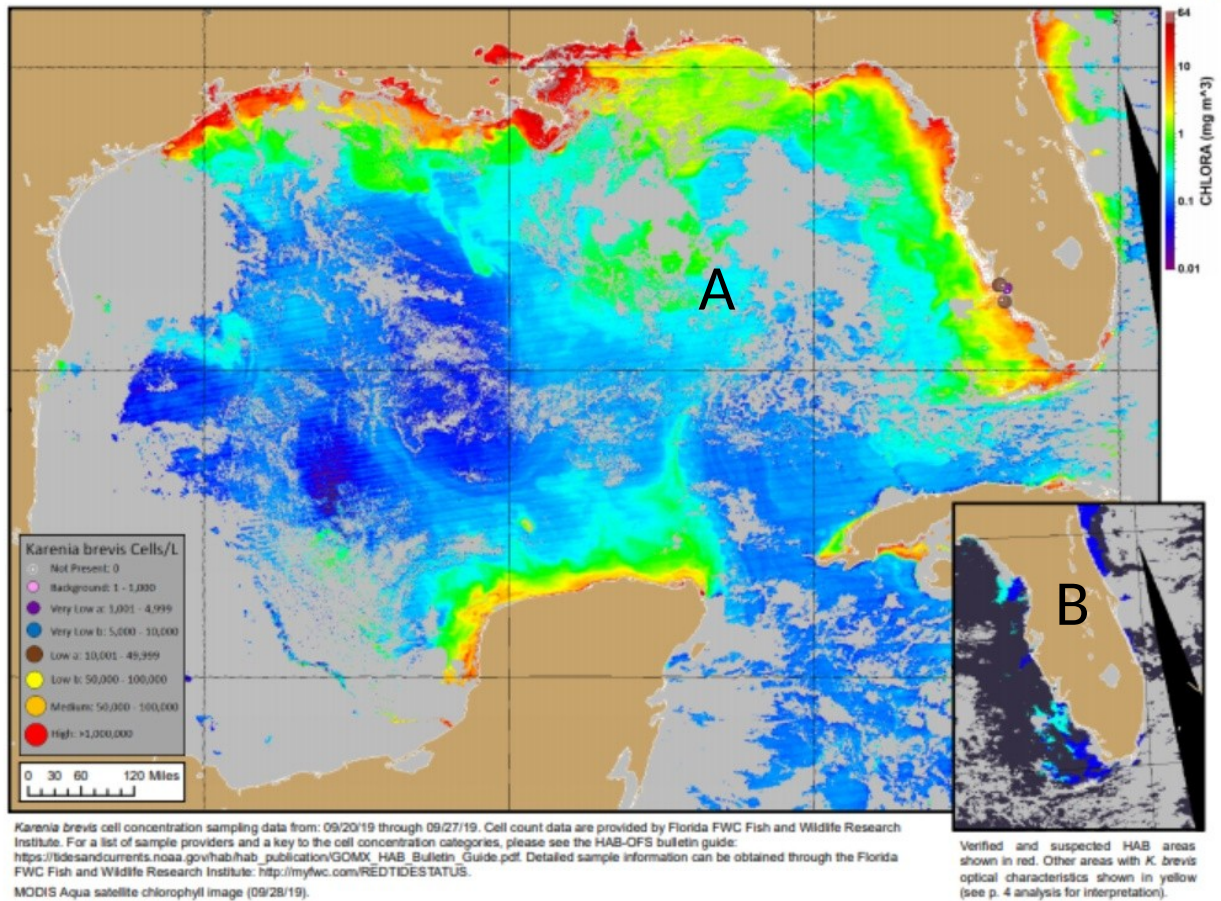 64
10
1
0.1
0.01
CHLORA (mg m^3)
A
B
Karenia brevis Cells/L
Not Present: 0
Background: 1 - 1,000
Very Low a: 1,001 - 4,999
Very Low b: 5,000 - 10,000
Low a: 10,001 - 49,999
Low b: 50,000 - 100,000
Medium: 50,000 - 100,000
High: >1,000,000
0 30 60 120 Miles
Karenia brevis cell concentration sampling data from: 09/20/19 through 09/27/19. Cell count data are provided by Florida FWC Fish and Wildlife Research
Institute. For a list of sample providers and a key to the cell concentration categories, please see the HAB-OFS bulletin guide:
https://tidesandcurrents.noaa.gov/hab/hab_publication/GOMX_HAB_Bulletin_Guide.pdf. Detailed sample information can be obtained through the Florida
FWC Fish and Wildlife Research Institute: http://myfwc.com/REDTIDESTATUS.
MODIS Aqua satellite chlorophyll image (09/28/19).
Verified and suspected HAB areas
shown in red. Other areas with K. brevis
optical characteristics shown in yellow
(see p. 4 analysis for interpretation).